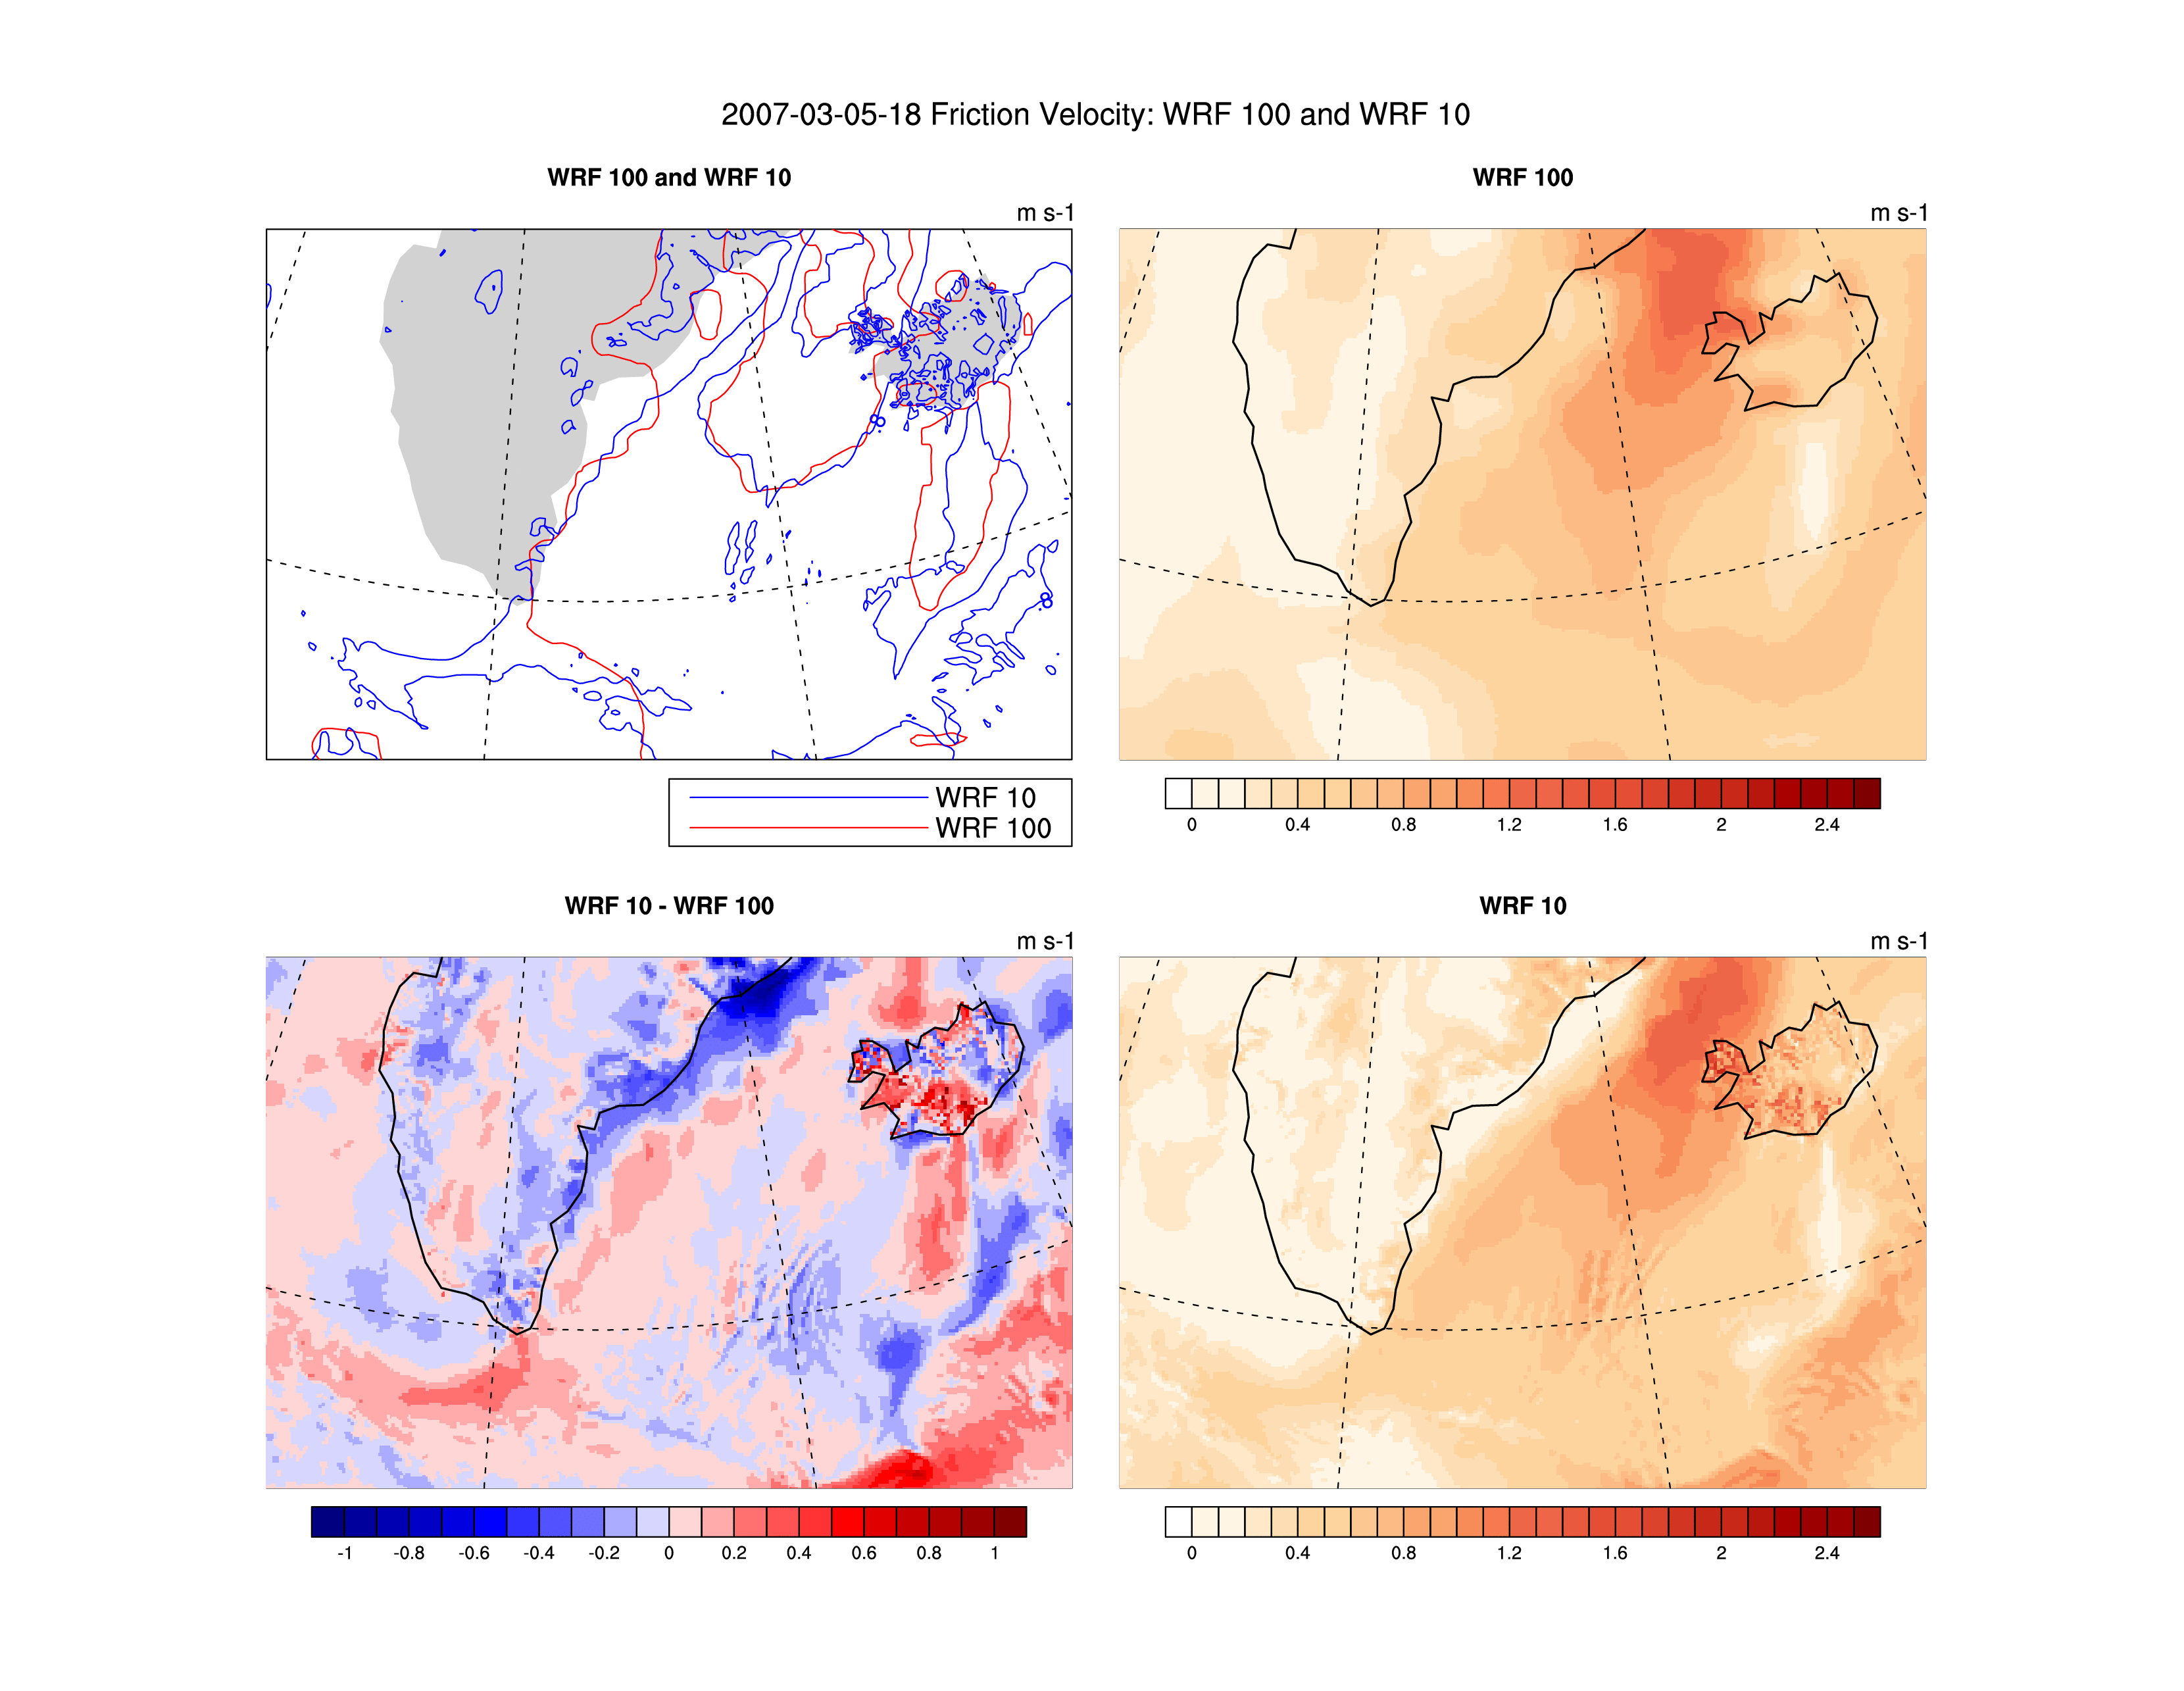 2007-03-05-18 Friction Velocity: WRF 100 and WRF 10
WRF 100 and WRF 10
m s-1
WRF 100
m s-1
8
8
WRF 10
WRF 100
0 0.4 0.8 1.2 1.6 2 2.4
WRF 10 - WRF 100
m s-1
WRF 10
m s-1
-1 -0.8 -0.6 -0.4 -0.2 0 0.2 0.4 0.6 0.8 1
0 0.4 0.8 1.2 1.6 2 2.4